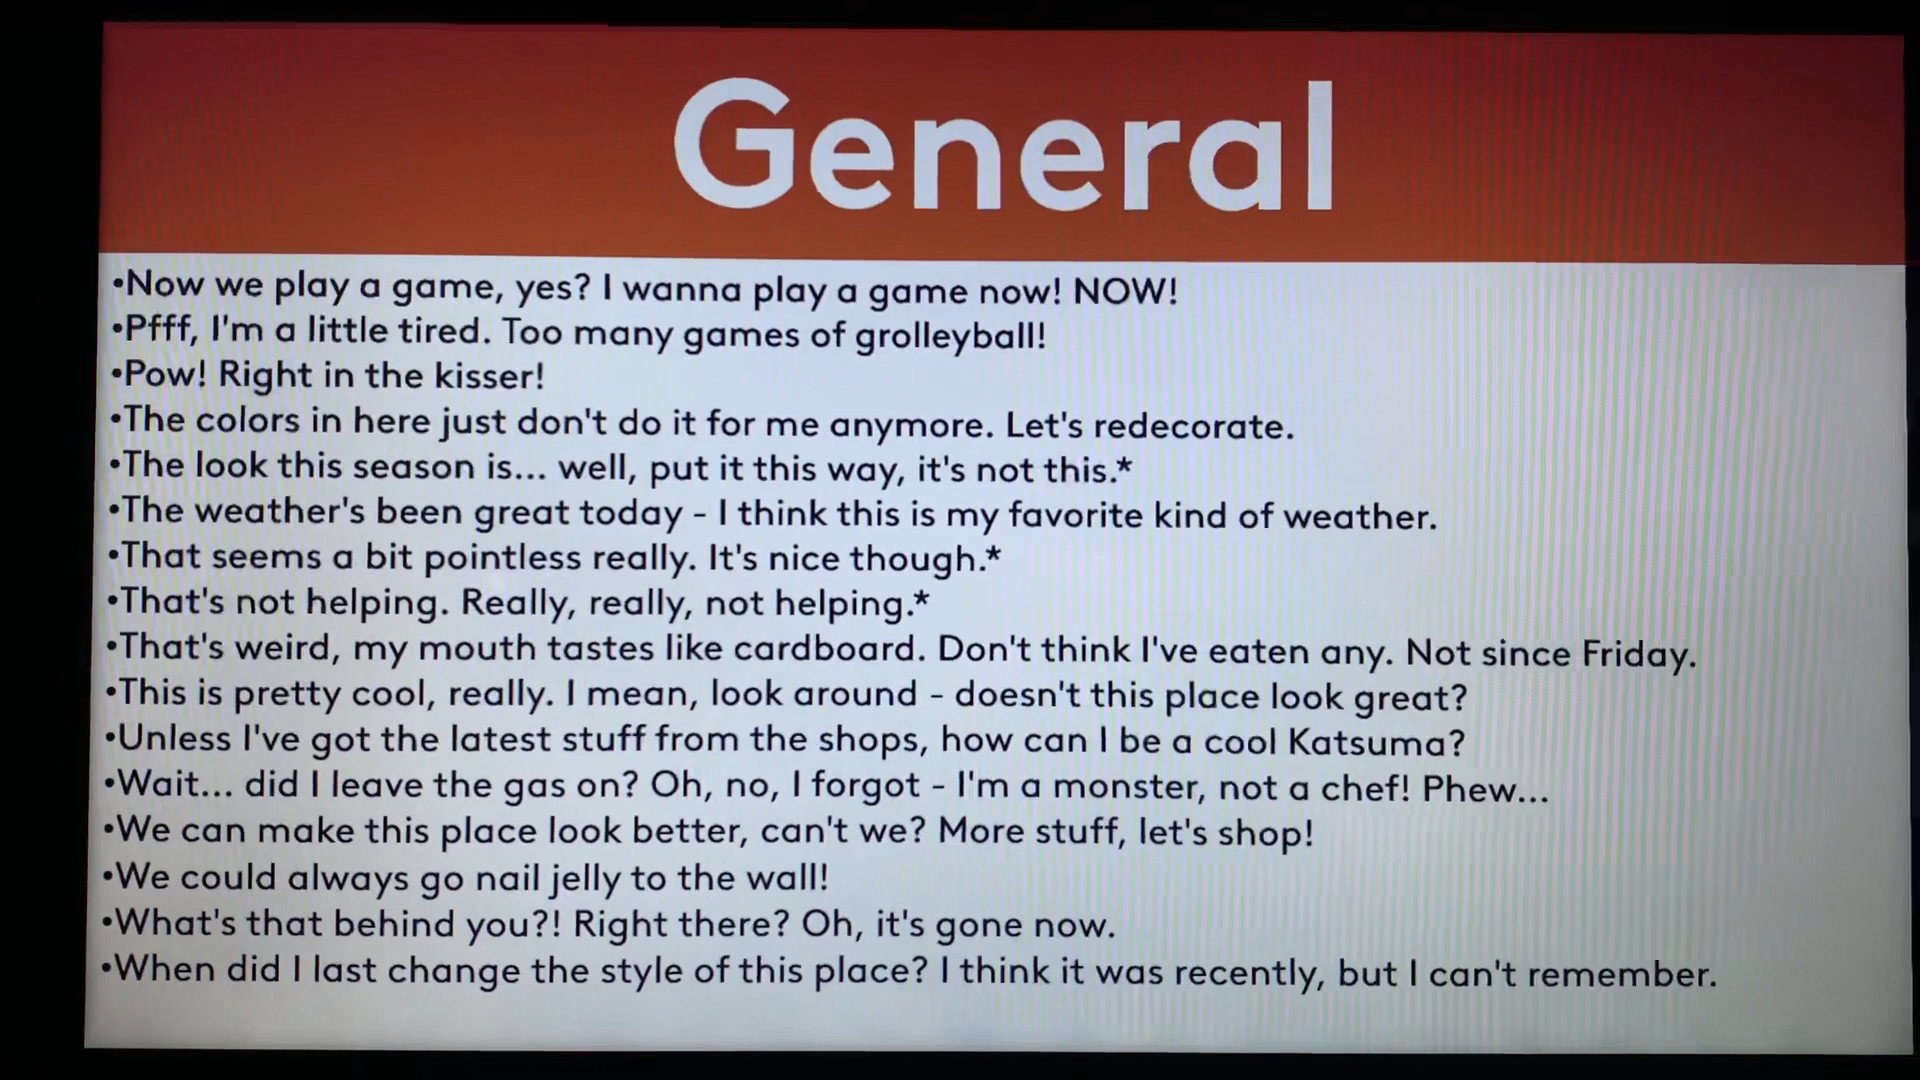 General
•Now we play a game, yes? I wanna play a game now! NOW!
•Pfff, I'm a little tired. Too many games of grolleyball!
•Pow! Right in the kisser!
•The colors in here just don't do it for me anymore. Let's redecorate.
•The look this season is... well, put it this way, it's not this.*
•The weather's been great today - I think this is my favorite kind of weather.
•That seems a bit pointless really. It's nice though.*
•That's not helping. Really, really, not helping.*
•That's weird, my mouth tastes like cardboard. Don't think I've eaten any. Not since Friday.
•This is pretty cool, really. I mean, look around - doesn't this place look great?
•Unless I've got the latest stuff from the shops, how can I be a cool Katsuma?
•Wait... did I leave the gas on? Oh, no, I forgot - I'm a monster, not a chef! Phew...
•We can make this place look better, can't we? More stuff, let's shop!
•We could always go nail jelly to the wall!
•What's that behind you?! Right there? Oh, it's gone now.
•When did I last change the style of this place? I think it was recently, but I can't remember.